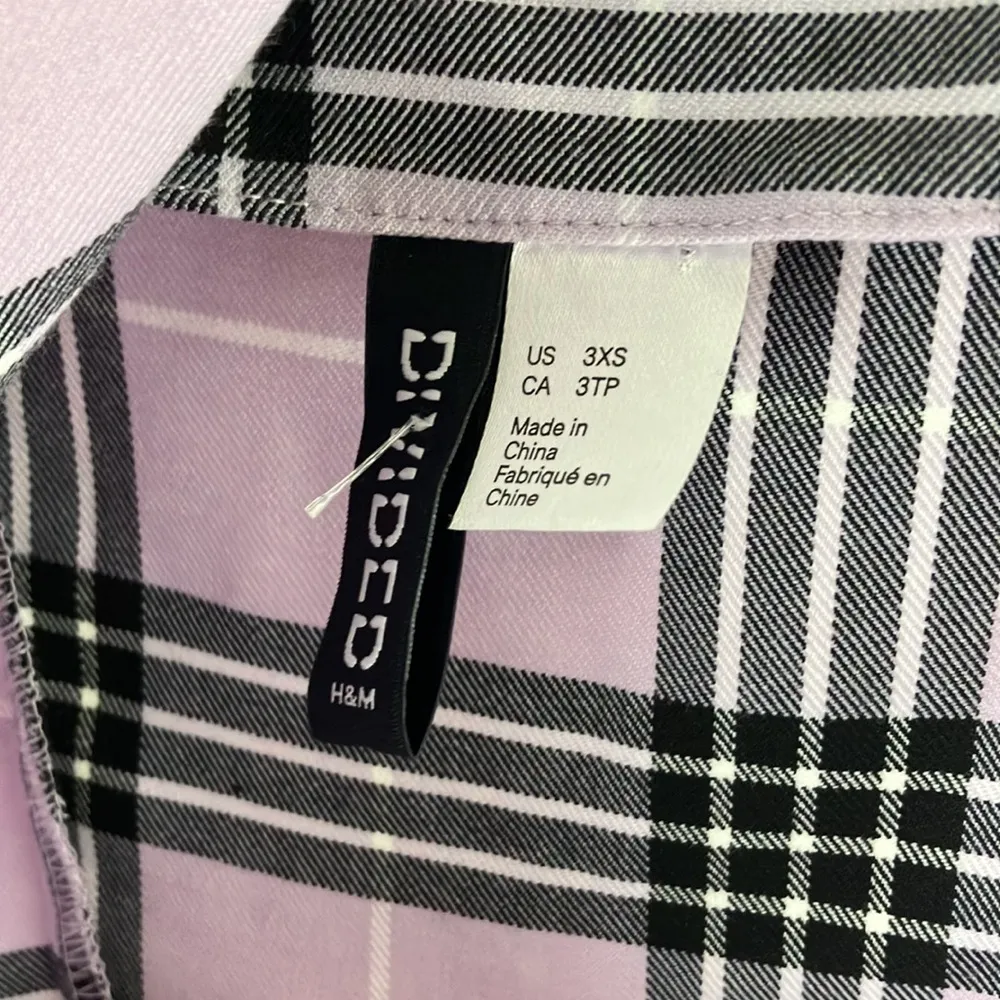 DIVIDED
H&M
US 3XS
CA 3TP
Made in
China
Fabriqué en
Chine